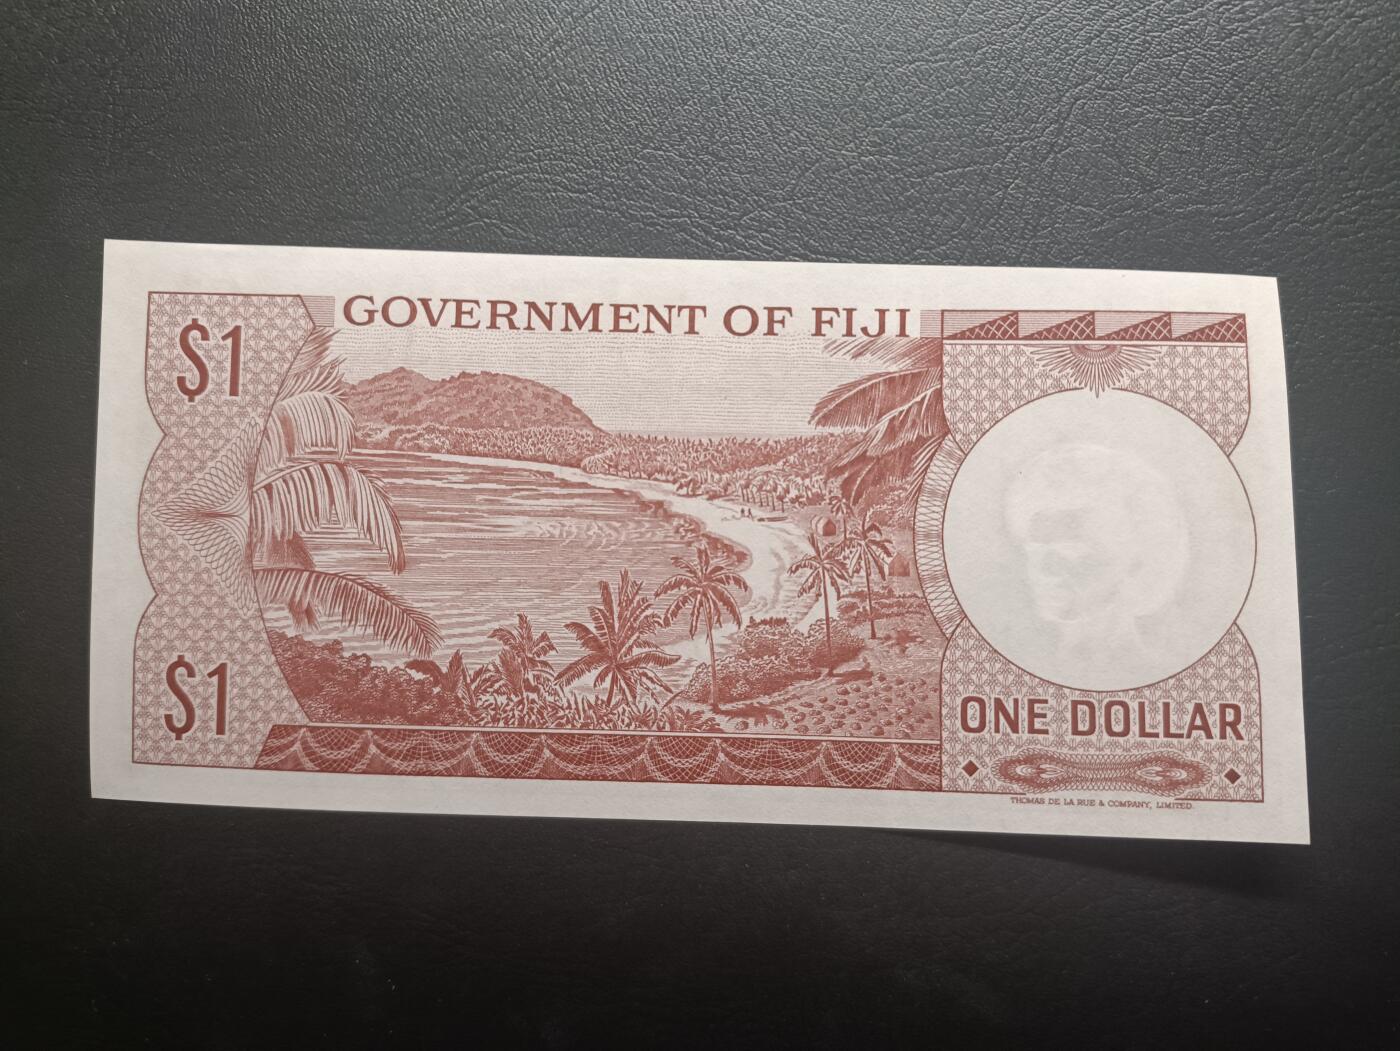 GOVERNMENT OF FIJI
$1
$1
ONE DOLLAR
THOMAS DE LA RUE & COMPANY, LIMITED.